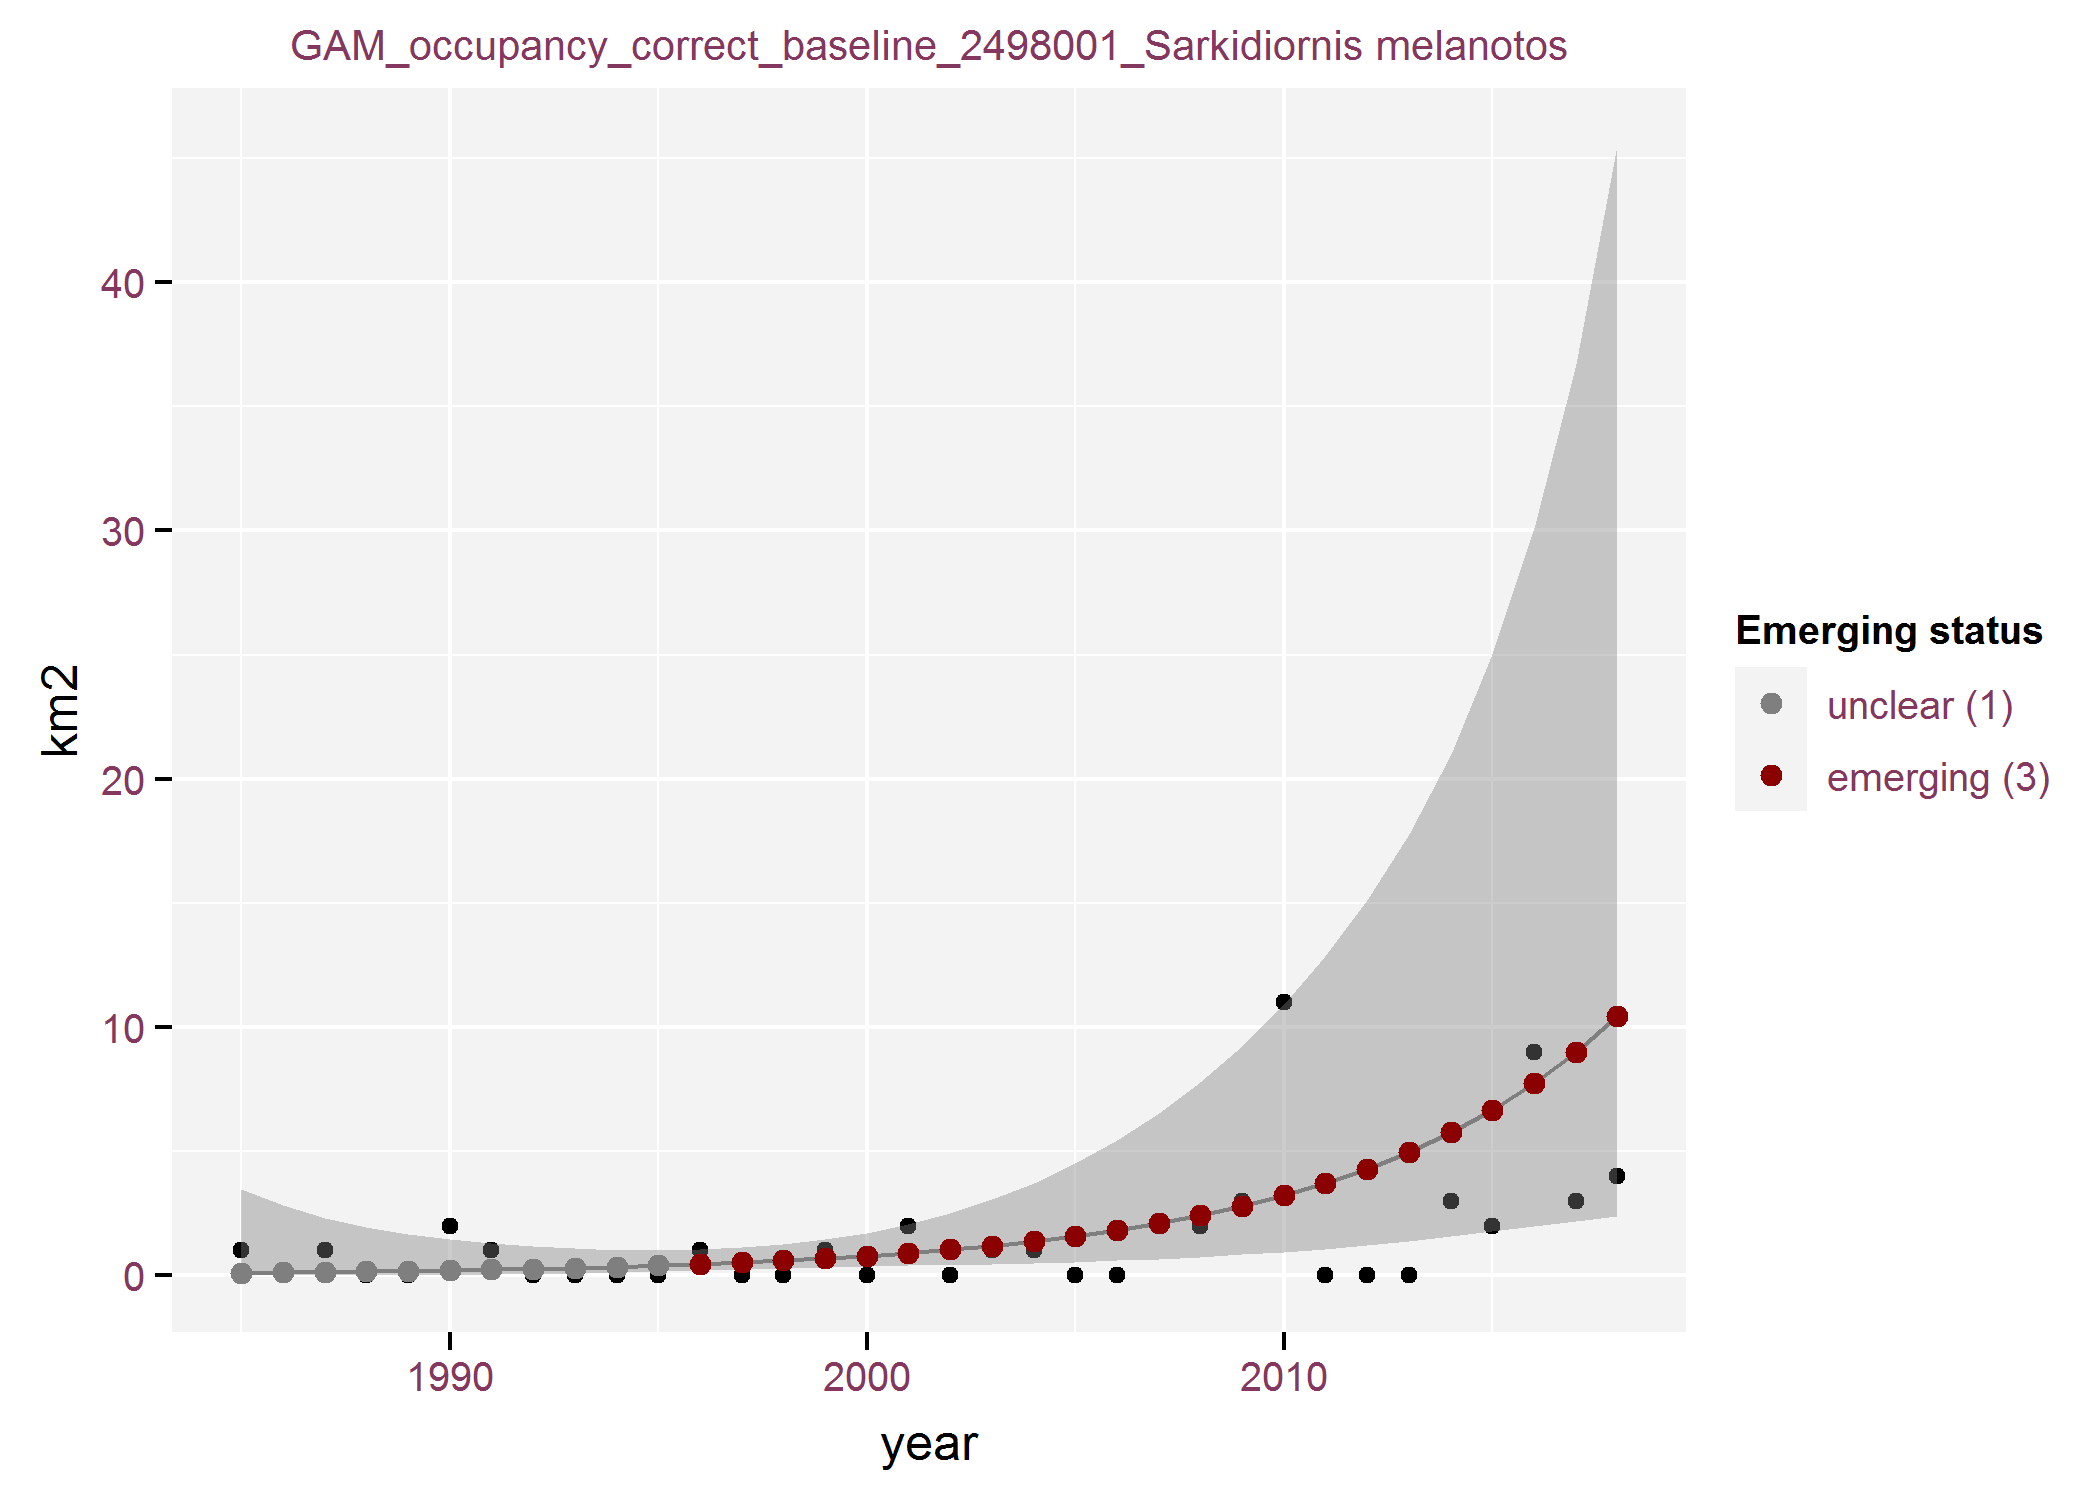 GAM_occupancy_correct_baseline_2498001_Sarkidiornis melanotos
40
30
20
10
0
km2
1990
2000
2010
year
Emerging status
unclear (1)
emerging (3)